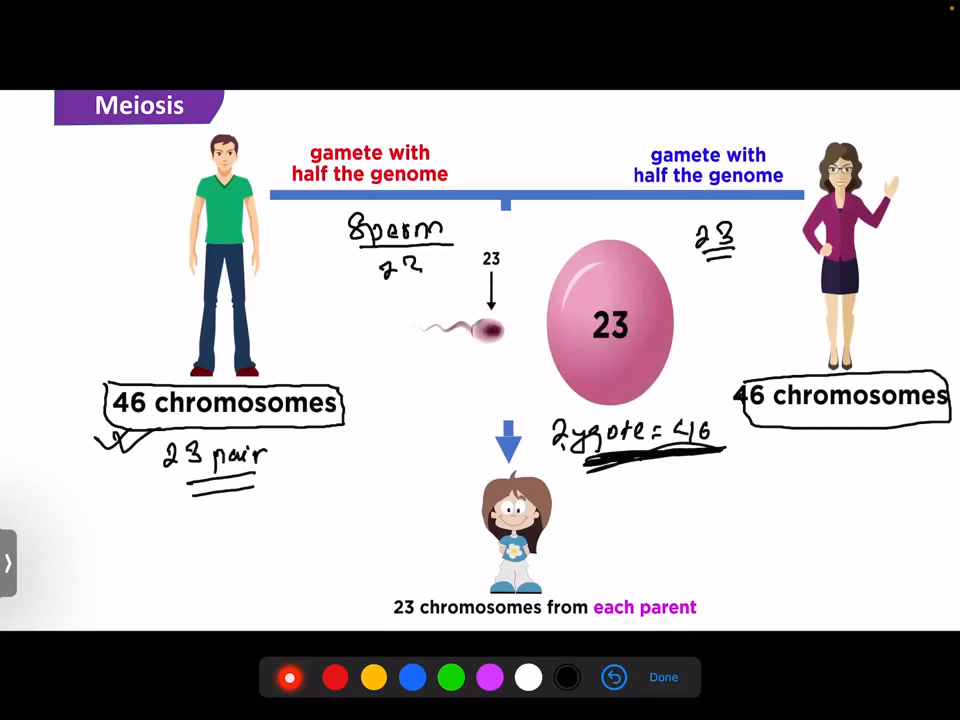 Meiosis
gamete with
half the genome
gamete with
half the genome
Sperm
23
23
23
23
46 chromosomes
46 chromosomes
23 pair
Zygote = 46
23 chromosomes from each parent
Done